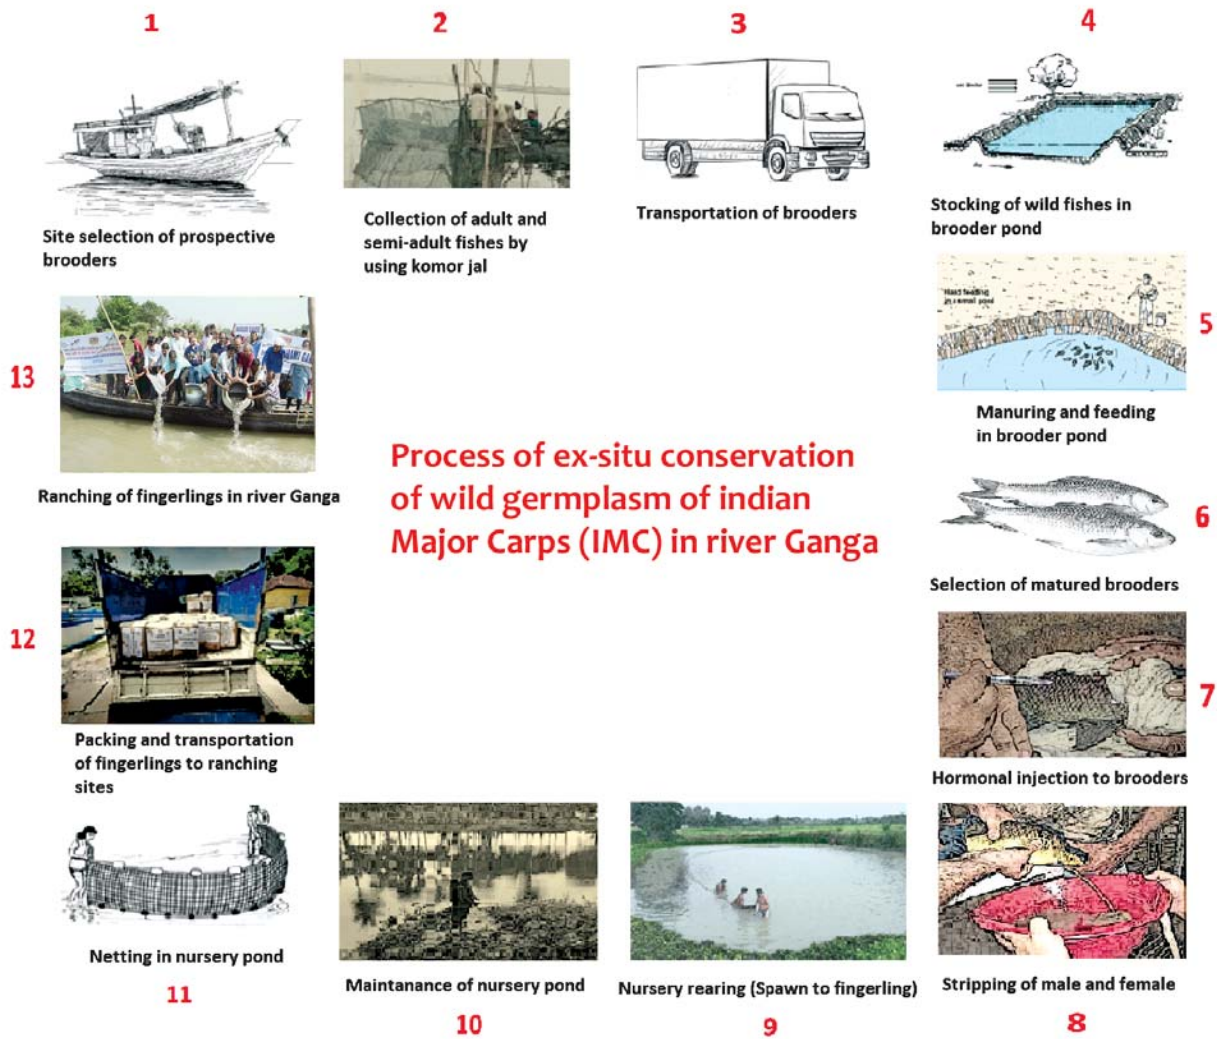 1
2
3
4
Site selection of prospective
brooders
Collection of adult and
semi-adult fishes by
using komor jal
Transportation of brooders
Stocking of wild fishes in
brooder pond
5
Hand feeding
in a small pond
Manuring and feeding
in brooder pond
13
Ranching of fingerlings in river Ganga
Process of ex-situ conservation
of wild germplasm of indian
Major Carps (IMC) in river Ganga
6
Selection of matured brooders
7
Hormonal injection to brooders
12
Packing and transportation
of fingerlings to ranching
sites
Netting in nursery pond
11
Maintanance of nursery pond
10
Nursery rearing (Spawn to fingerling)
9
Stripping of male and female
8